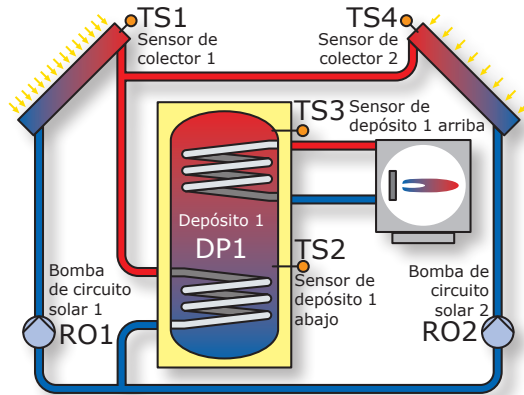 TS1
Sensor de
colector 1
TS4
Sensor de
colector 2
TS3
Sensor de
depósito 1 arriba
Depósito 1
DP1
TS2
Sensor de
depósito 1
abajo
Bomba
de circuito
solar 1
RO1
Bomba de
circuito
solar 2
RO2